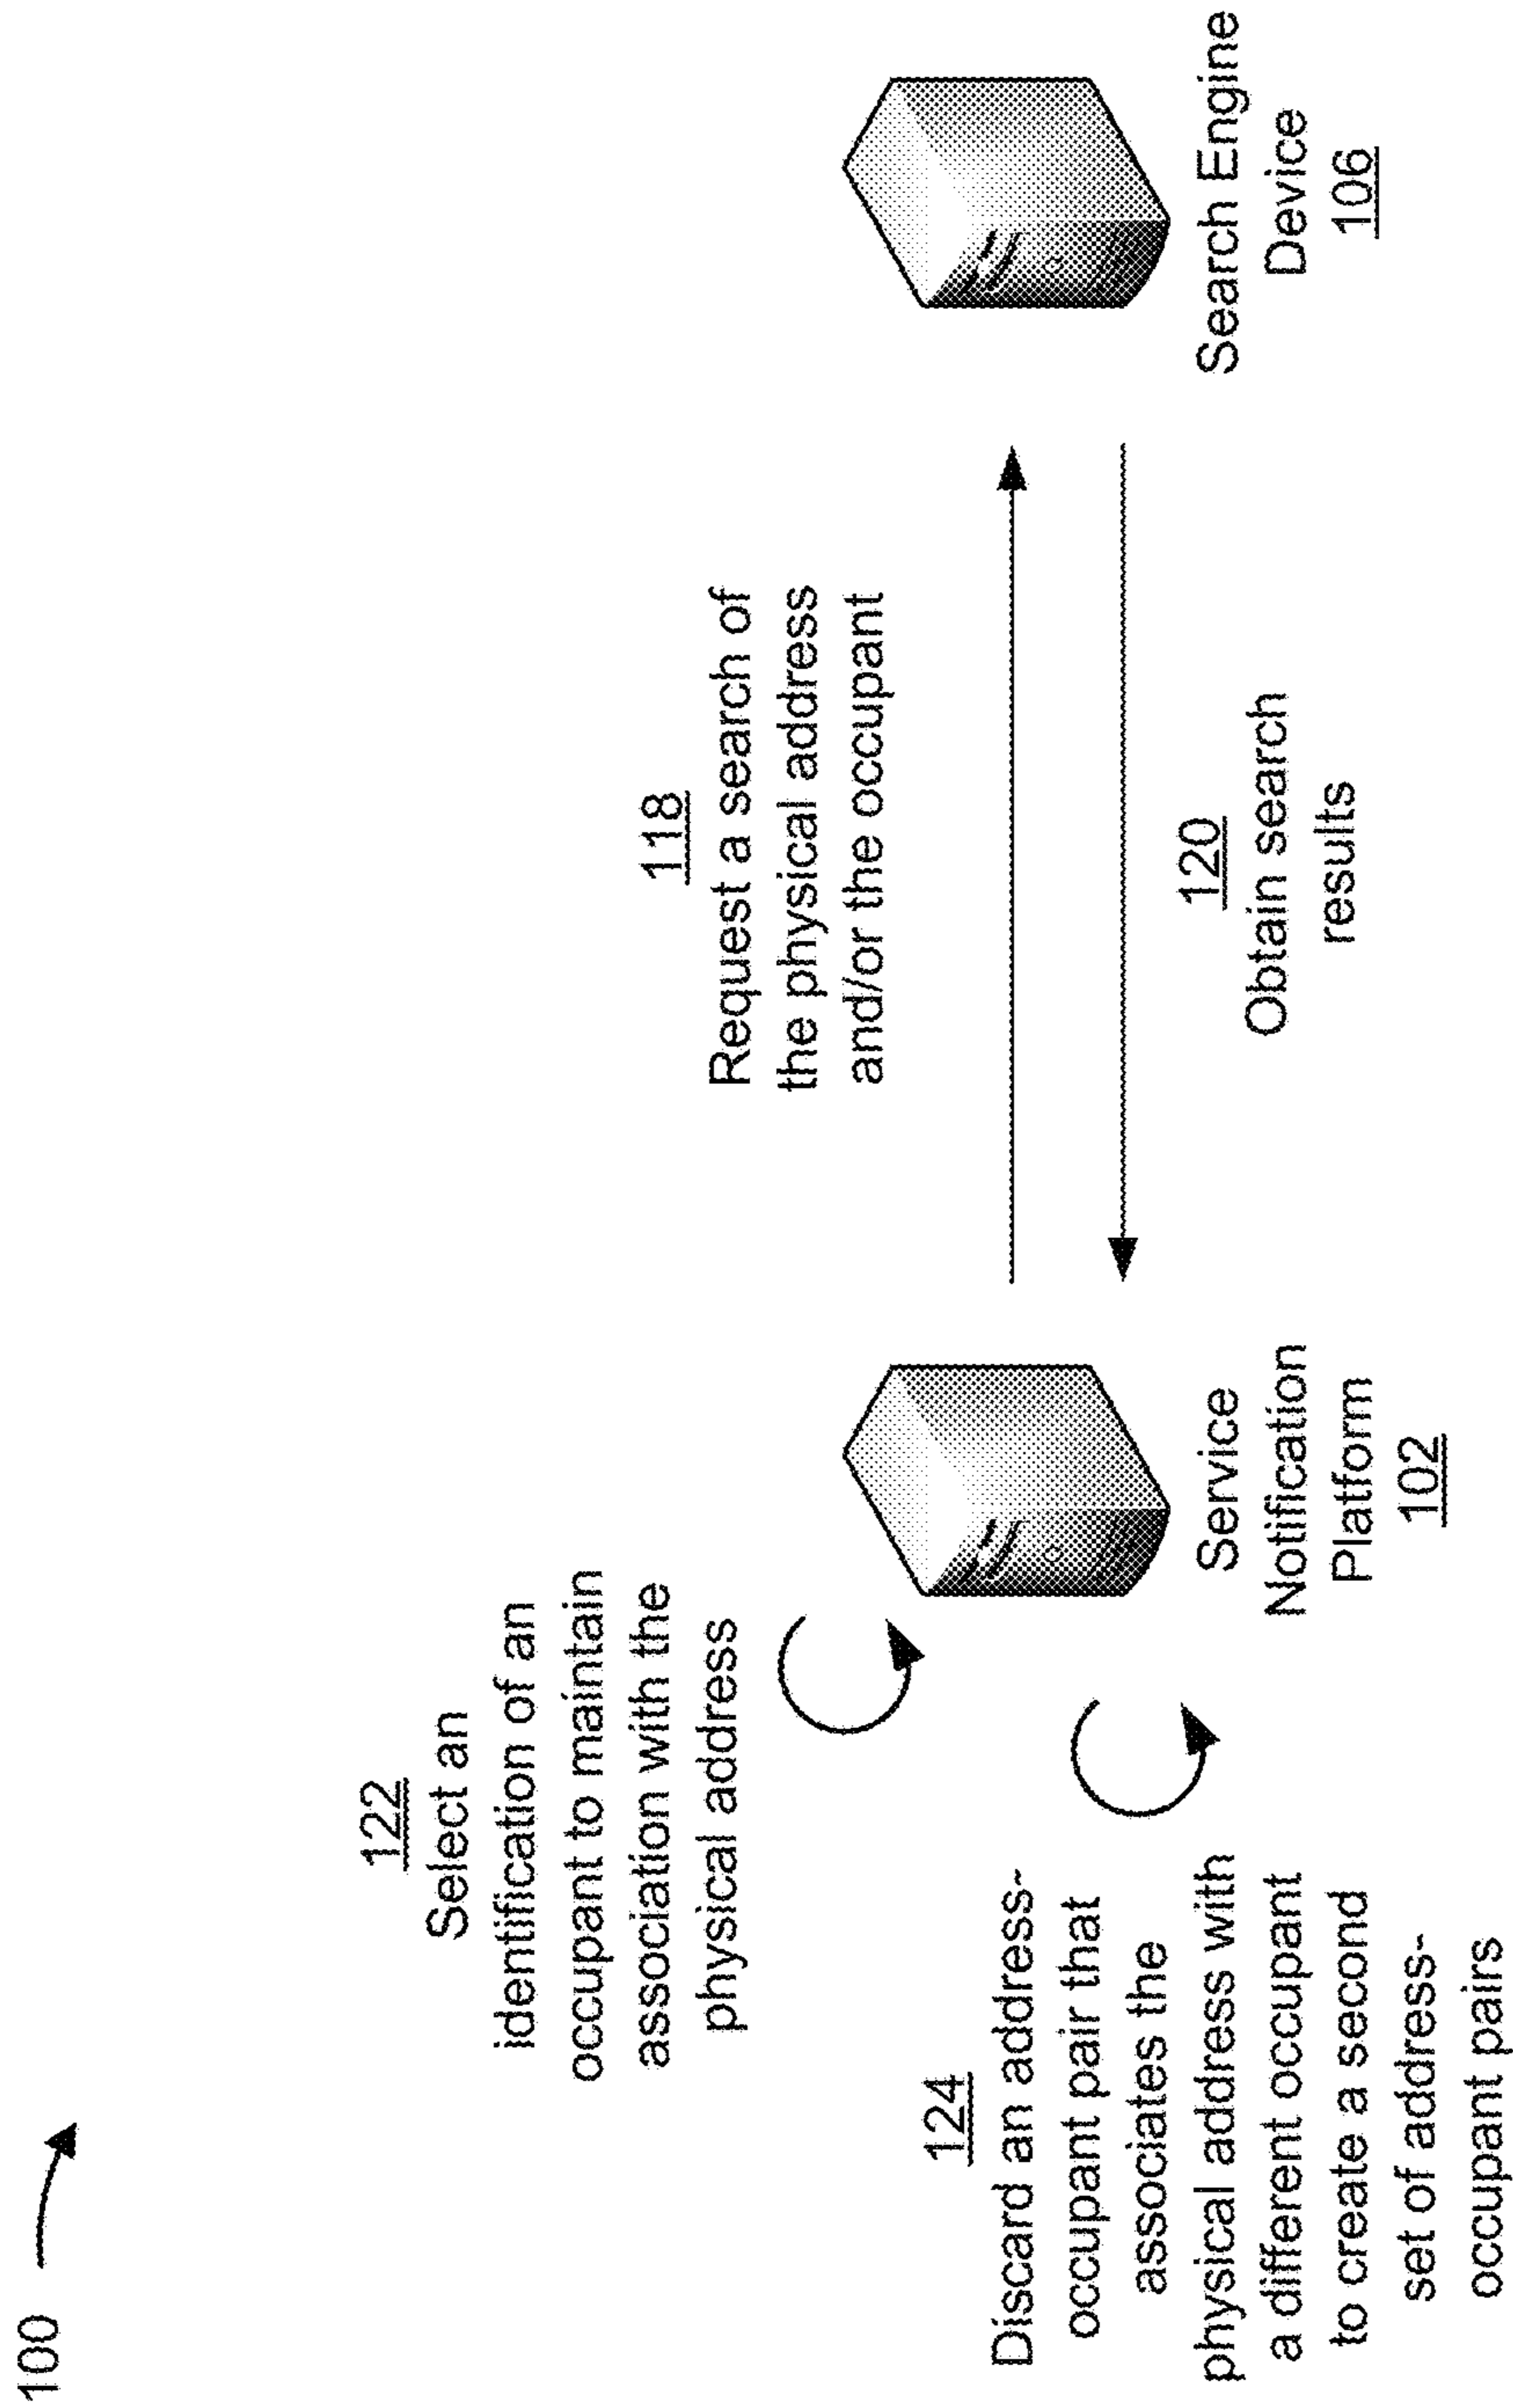 100
122
Select an
identification of an
occupant to maintain
association with the
physical address
124
Discard an address-
occupant pair that
associates the
physical address with
a different occupant
to create a second
set of address-
occupant pairs
Service
Notification
Platform
102
118
Request a search of
the physical address
and/or the occupant
120
Obtain search
results
Search Engine
Device
106